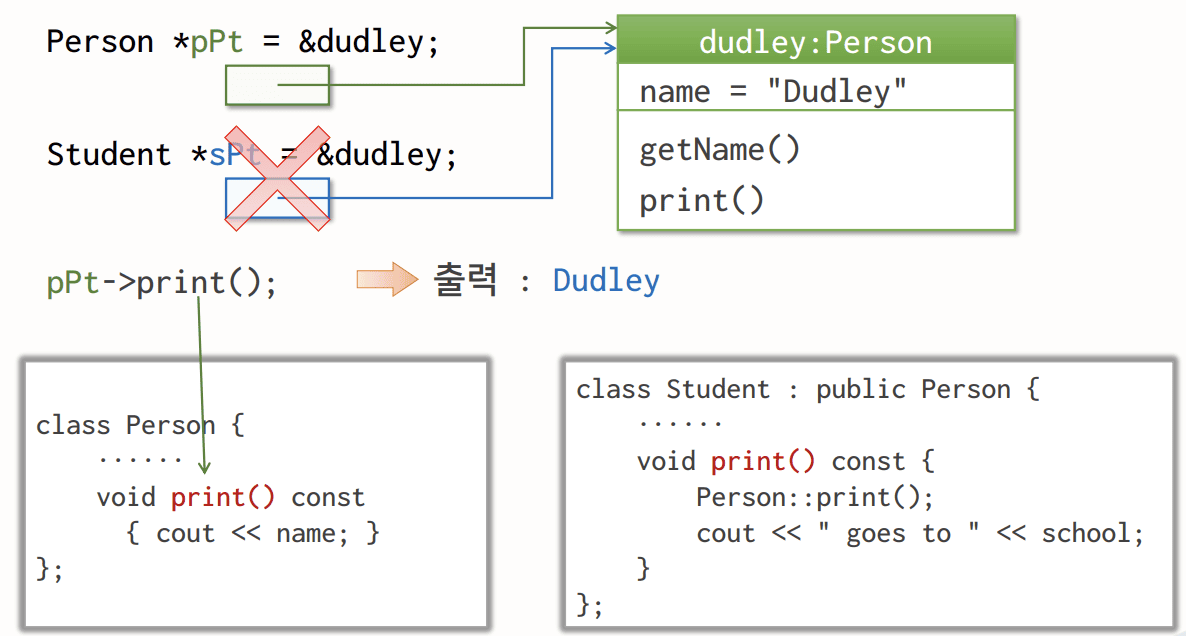 Person *pPt = &dudley;
Student *sPt = &dudley;
dudley:Person
name = "Dudley"
getName()
print()
pPt->print();
출력 : Dudley
class Person {
......
void print() const
{ cout << name; }
};
class Student : public Person {
......
void print() const {
Person::print();
cout << " goes to " << school;
}
};